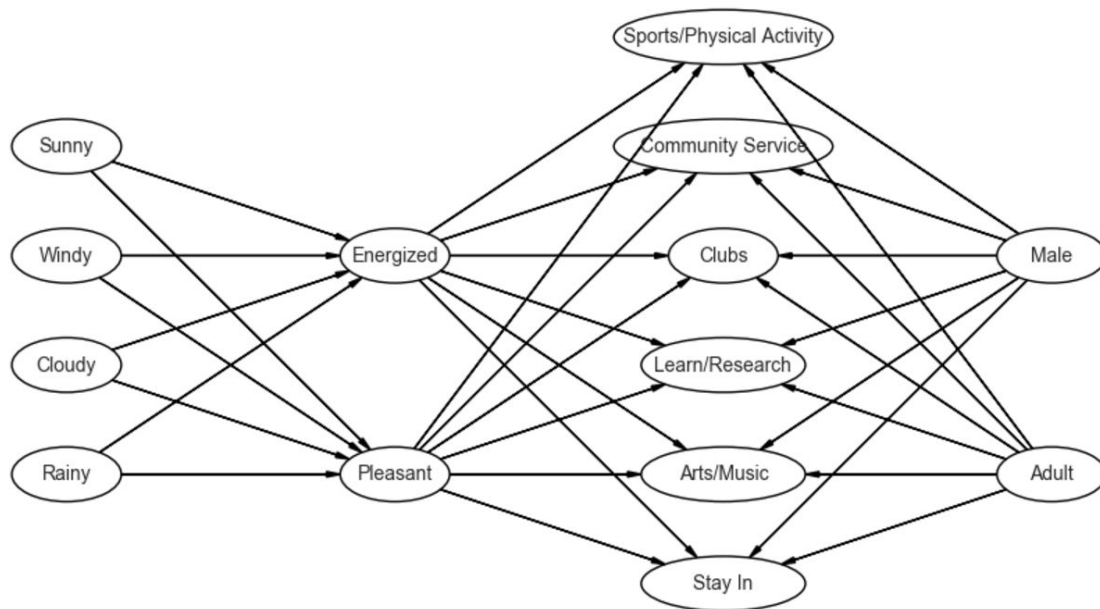 Sports/Physical Activity
Sunny
Community Service
Windy
Energized
Clubs
Male
Cloudy
Learn/Research
Rainy
Pleasant
Arts/Music
Adult
Stay In